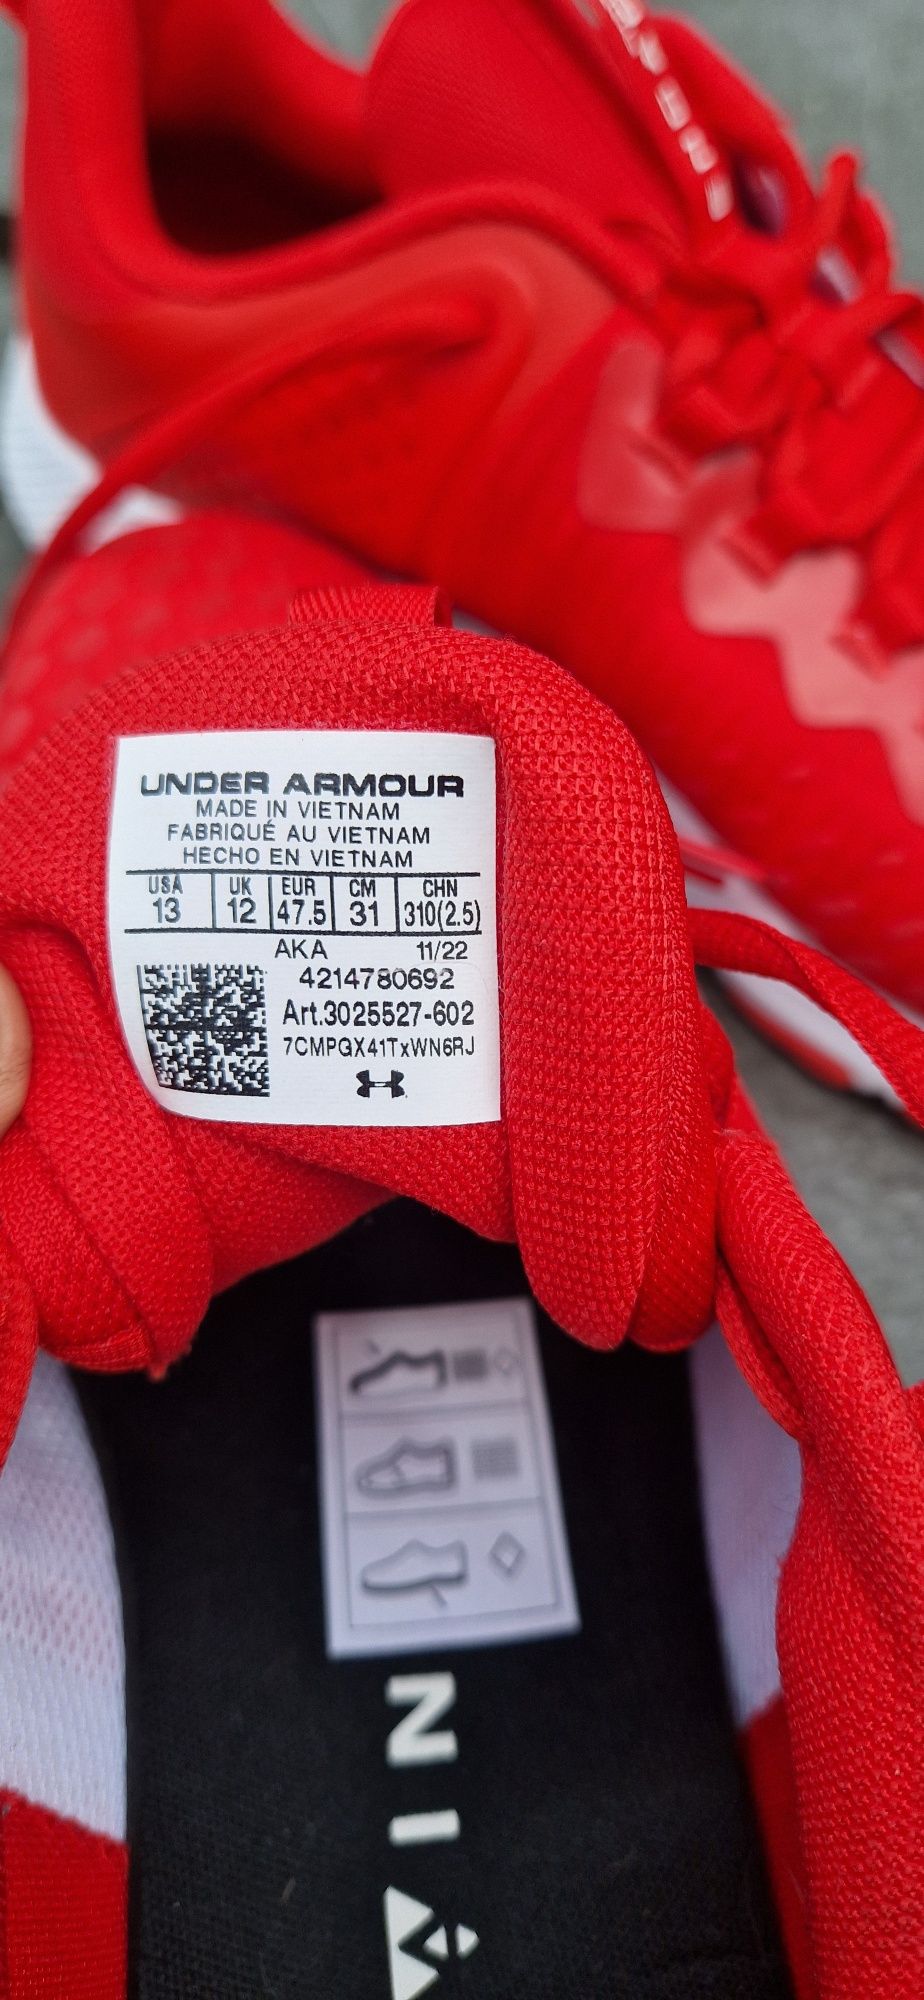 UNDER ARMOUR
MADE IN VIETNAM
FABRIQUÉ AU VIETNAM
HECHO EN VIETNAM
USA UK EUR CM CHN
13 12 47.5 31 310(2.5)
AKA 11/22
4214780692
Art.3025527-602
7CMPGX41TxWN6RJ